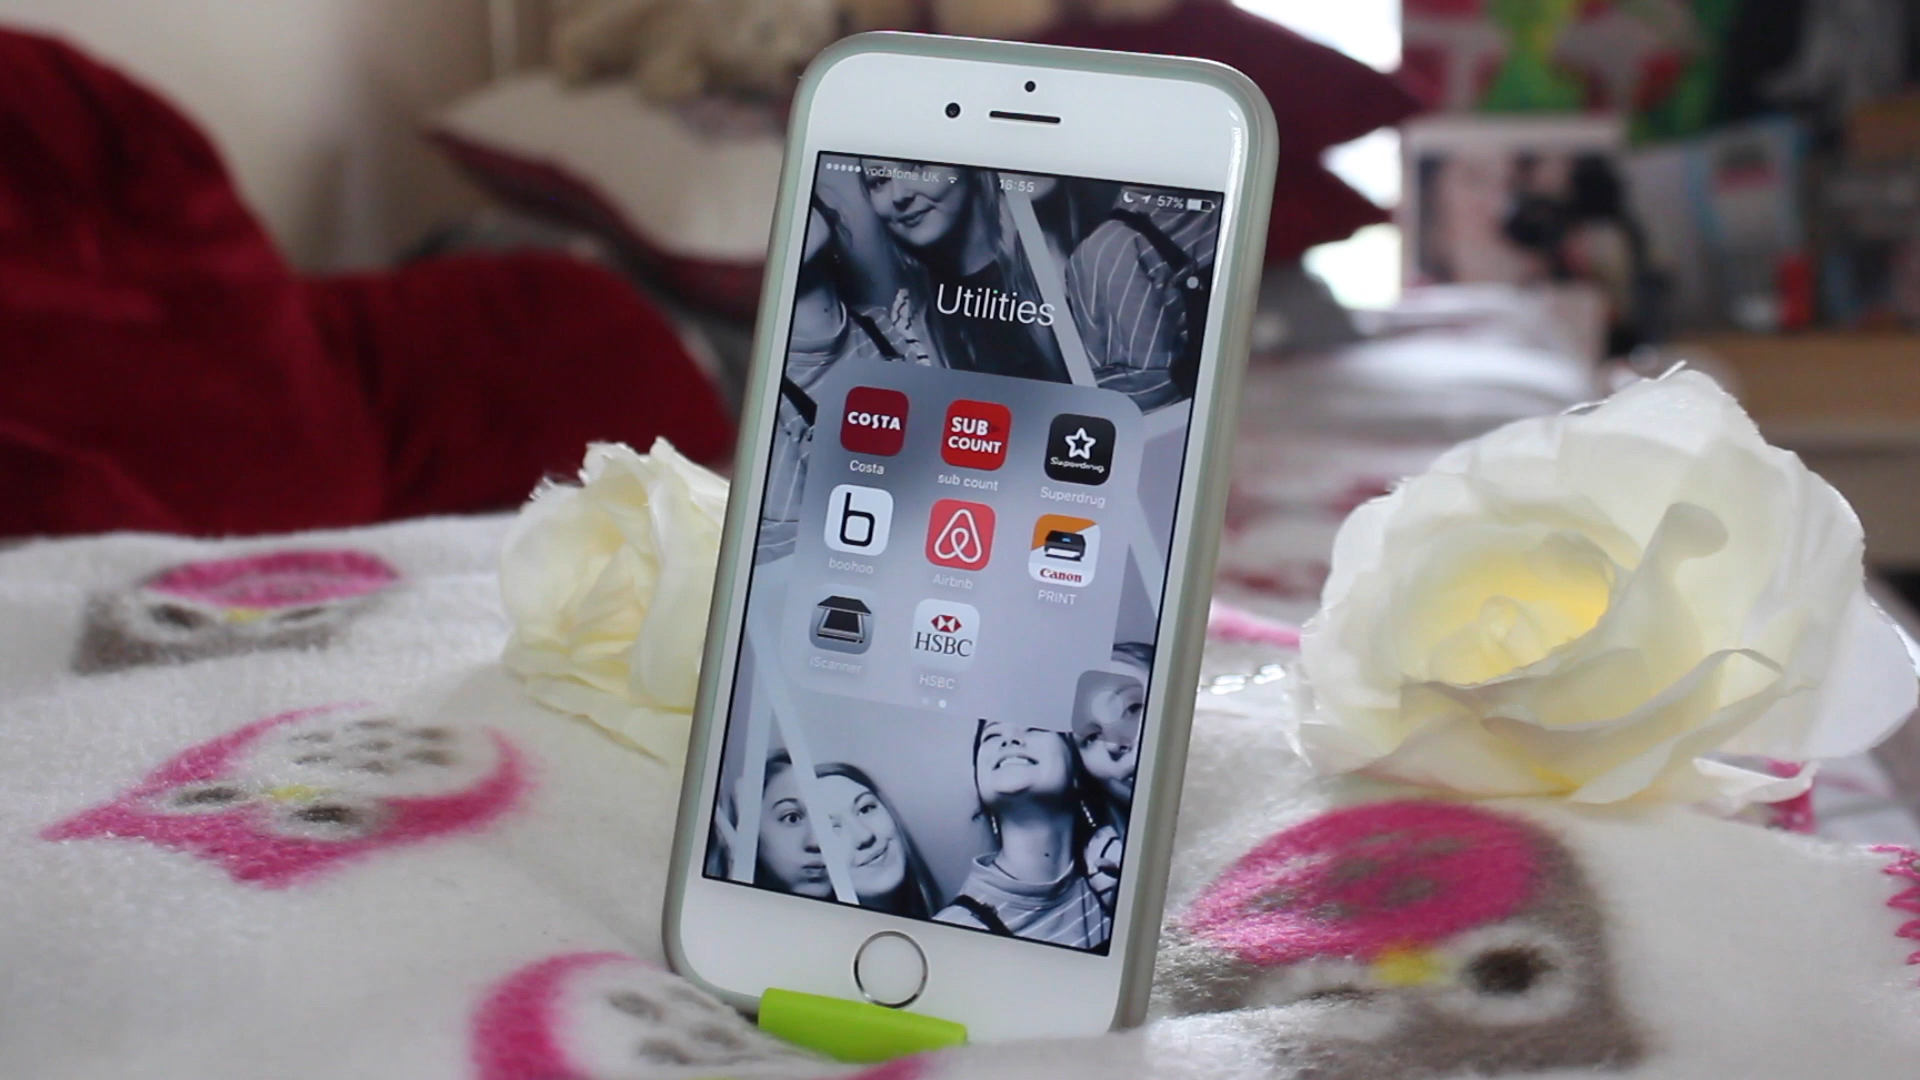 vodafone UK 16:55 57%
Utilities
COSTA
Costa
SUB
COUNT
sub count
Superdrug
Superdrug
b
boohoo
Airbnb
Canon
PRINT
iScanner
HSBC
HSBC